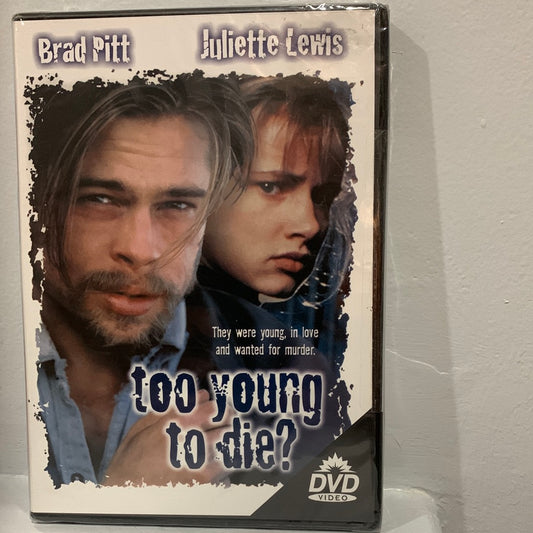 Brad Pitt Juliette Lewis
They were young, in love
and wanted for murder.
too young
to die?
DVD
VIDEO